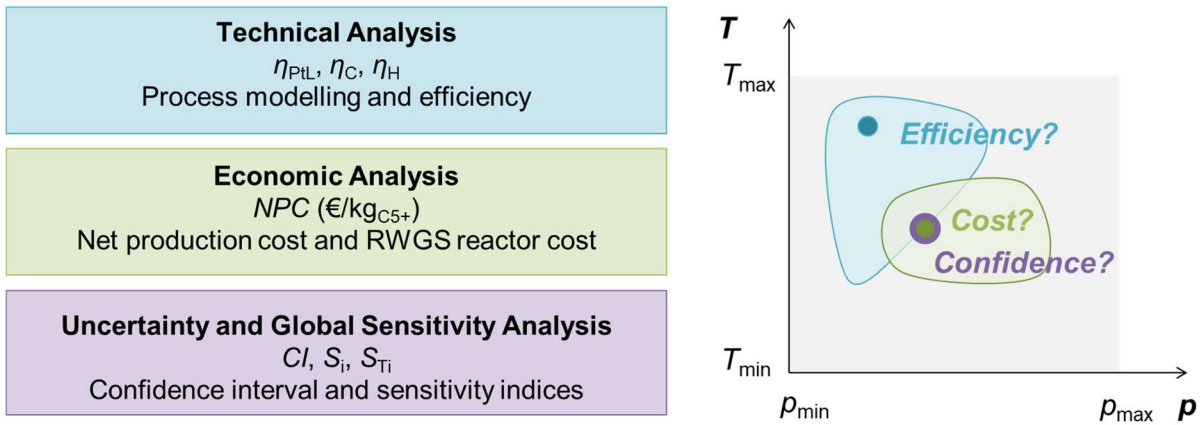 Technical Analysis
ηPtL, ηC, ηH
Process modelling and efficiency
Economic Analysis
NPC (€/kgC5+)
Net production cost and RWGS reactor cost
Uncertainty and Global Sensitivity Analysis
CI, Si, STi
Confidence interval and sensitivity indices
T
Tmax
Efficiency?
Cost?
Confidence?
Tmin
pmin
pmax
p